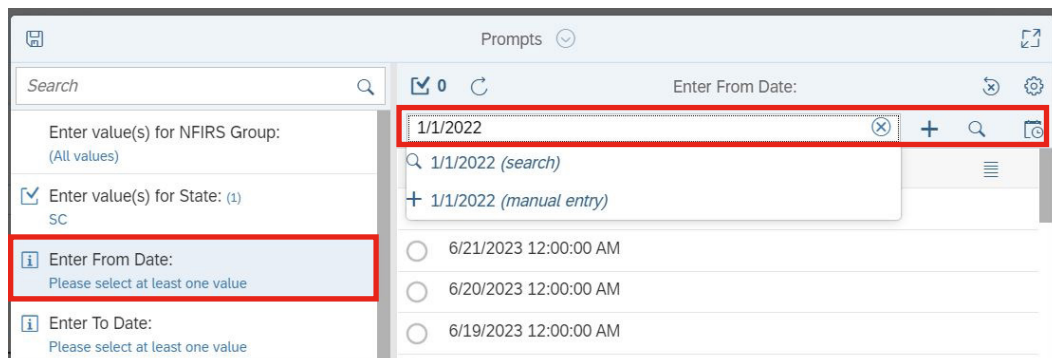 Prompts
Search
0
Enter From Date:
Enter value(s) for NFIRS Group:
(All values)
Enter value(s) for State: (1)
SC
Enter From Date:
Please select at least one value
Enter To Date:
Please select at least one value
1/1/2022
1/1/2022 (search)
1/1/2022 (manual entry)
6/21/2023 12:00:00 AM
6/20/2023 12:00:00 AM
6/19/2023 12:00:00 AM